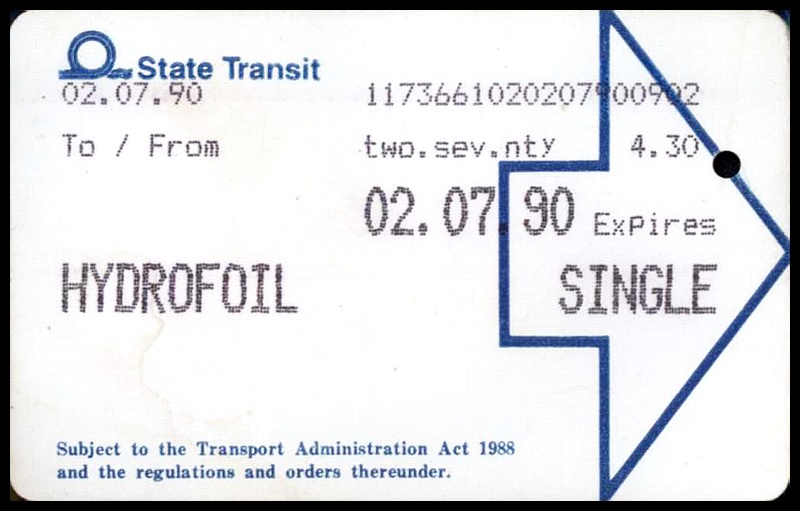 State Transit
02.07.90 1173661020207900902
To / From two.sev.nty 4.30
02.07.90 Expires
HYDROFOIL SINGLE
Subject to the Transport Administration Act 1988
and the regulations and orders thereunder.